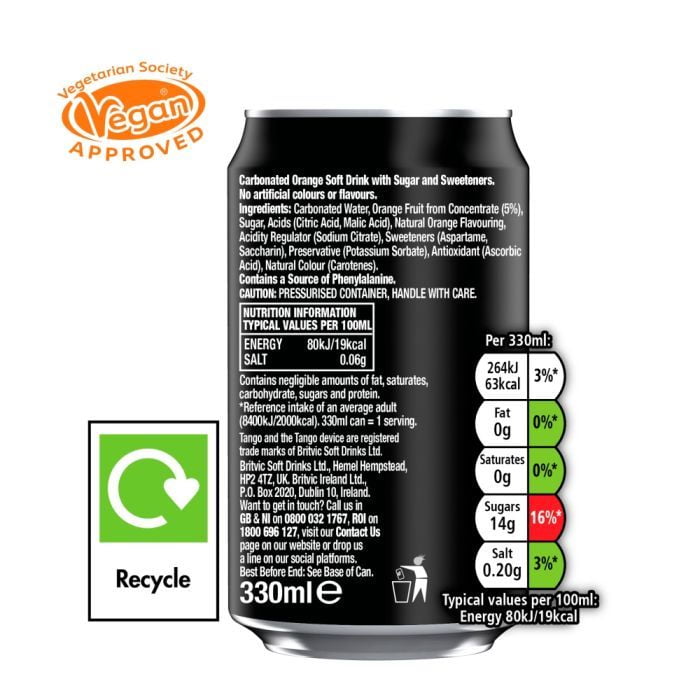 Vegetarian Society
Vegan®
APPROVED
Carbonated Orange Soft Drink with Sugar and Sweeteners.
No artificial colours or flavours.
Ingredients: Carbonated Water, Orange Fruit from Concentrate (5%),
Sugar, Acids (Citric Acid, Malic Acid), Natural Orange Flavouring,
Acidity Regulator (Sodium Citrate), Sweeteners (Aspartame,
Saccharin), Preservative (Potassium Sorbate), Antioxidant (Ascorbic
Acid), Natural Colour (Carotenes).
Contains a Source of Phenylalanine.
CAUTION: PRESSURISED CONTAINER, HANDLE WITH CARE.
NUTRITION INFORMATION
TYPICAL VALUES PER 100ML
ENERGY 80kJ/19kcal
SALT 0.06g
Contains negligible amounts of fat, saturates,
carbohydrate, sugars and protein.
*Reference intake of an average adult
(8400kJ/2000kcal). 330ml can = 1 serving.
Tango and the Tango device are registered
trade marks of Britvic Soft Drinks Ltd.
Britvic Soft Drinks Ltd., Hemel Hempstead,
HP2 4TZ, UK. Britvic Ireland Ltd.,
P.O. Box 2020, Dublin 10, Ireland.
Want to get in touch? Call us in
GB & NI on 0800 032 1767, ROI on
1800 696 127, visit our Contact Us
page on our website or drop us
a line on our social platforms.
Best Before End: See Base of Can.
330ml e
Per 330ml:
264kJ
63kcal 3%*
Fat
0g 0%*
Saturates
0g 0%*
Sugars
14g 16%*
Salt
0.20g 3%*
Typical values per 100ml:
Energy 80kJ/19kcal
Recycle